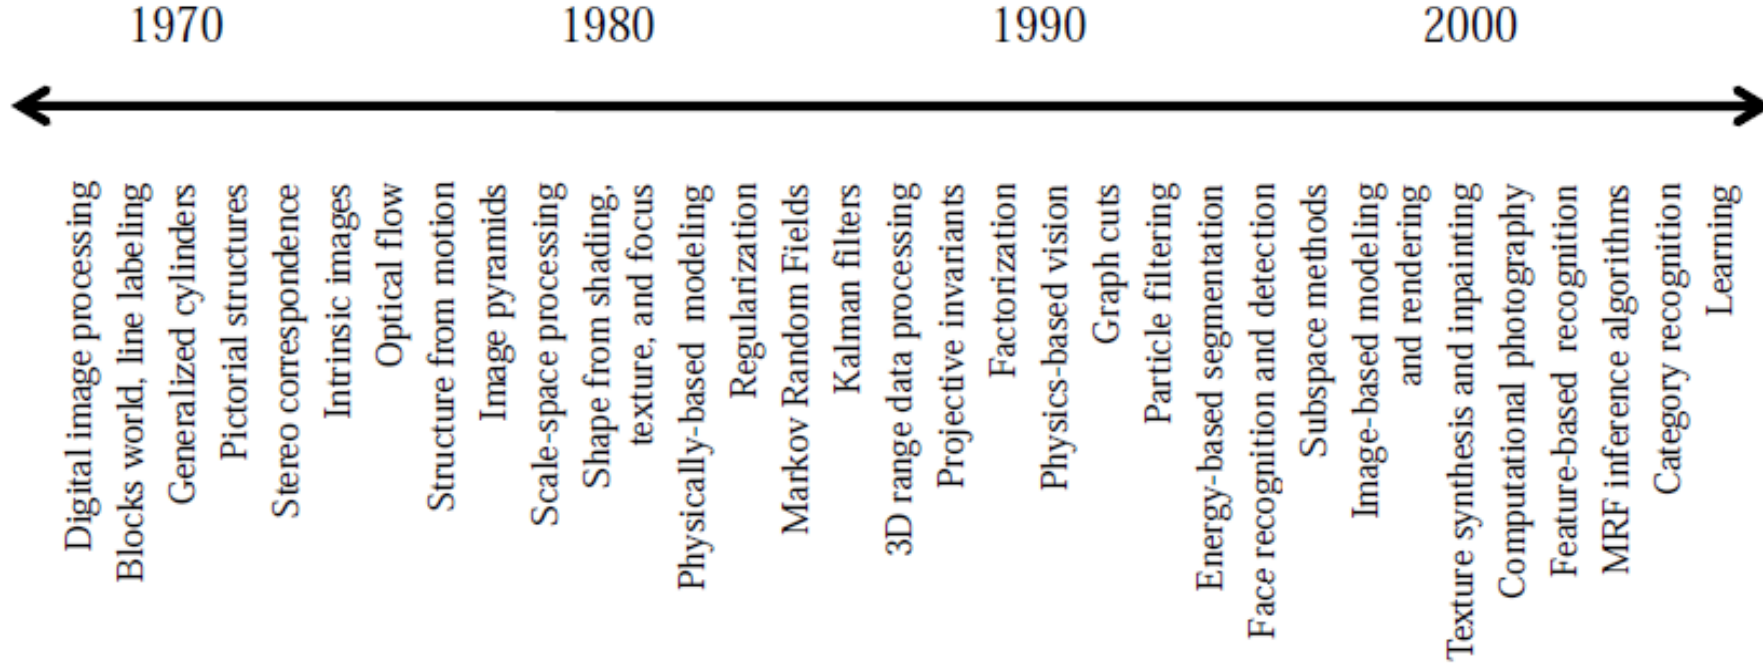 1970
1980
1990
2000
Digital image processing
Blocks world, line labeling
Generalized cylinders
Pictorial structures
Stereo correspondence
Intrinsic images
Optical flow
Structure from motion
Image pyramids
Scale-space processing
Shape from shading,
texture, and focus
Physically-based modeling
Regularization
Markov Random Fields
Kalman filters
3D range data processing
Projective invariants
Factorization
Physics-based vision
Graph cuts
Particle filtering
Energy-based segmentation
Face recognition and detection
Subspace methods
Image-based modeling
and rendering
Texture synthesis and inpainting
Computational photography
Feature-based recognition
MRF inference algorithms
Category recognition
Learning